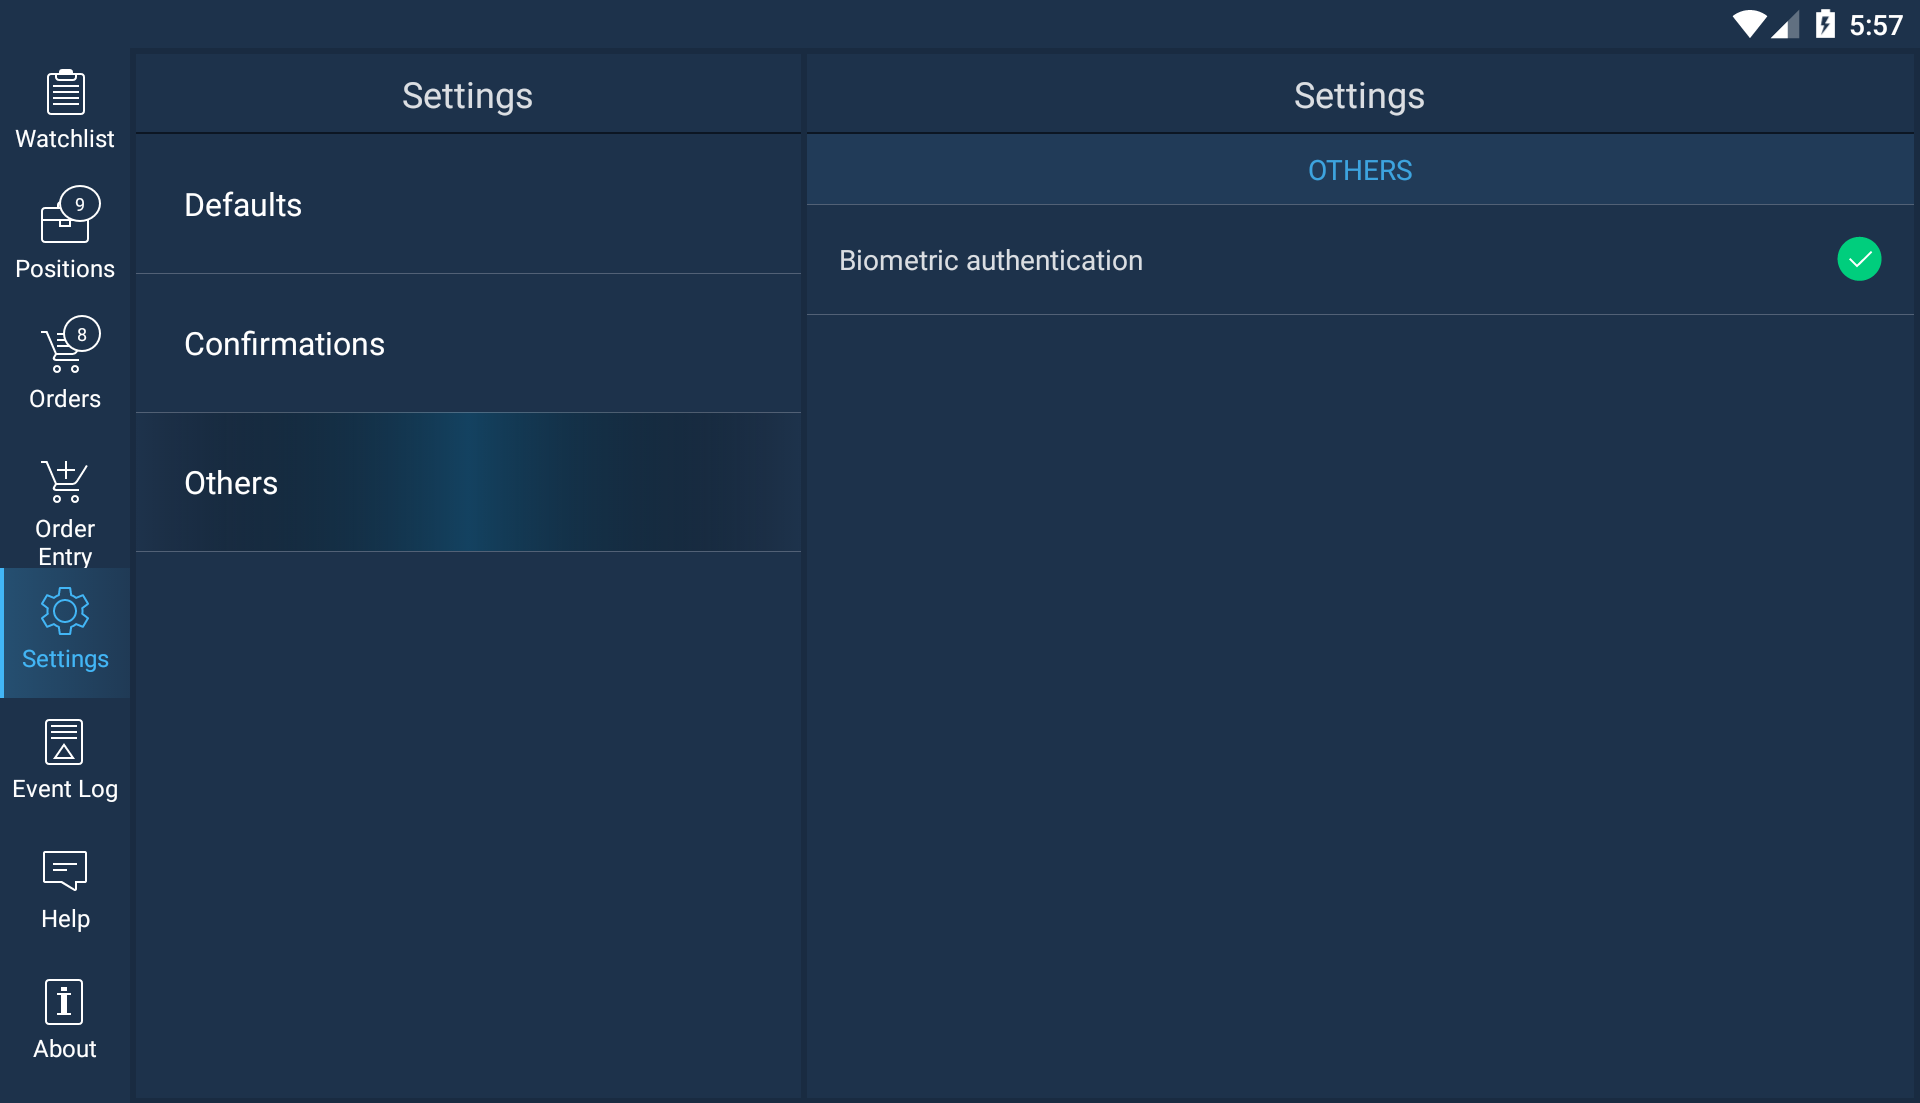 5:57
Watchlist
9
Positions
8
Orders
Order
Entry
Settings
Event Log
Help
About
Settings
Defaults
Confirmations
Others
Settings
OTHERS
Biometric authentication